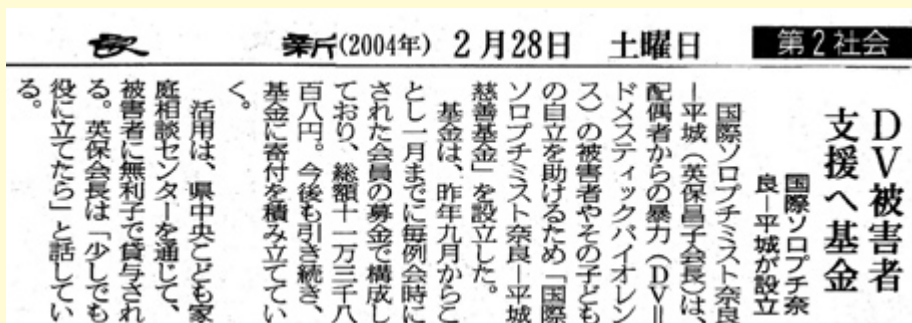 良 新聞(2004年) 2月28日 土曜日 第2社会
DV被害者
支援へ基金
国際ソロプチ奈
良―平城が設立
国際ソロプチミスト奈良
―平城(英保昌子会長)は、
配偶者からの暴力(DV=
ドメスティックバイオレン
ス)の被害者やその子ども
の自立を助けるため「国際
ソロプチミスト奈良―平城
慈善基金」を設立した。
基金は、昨年九月からこ
とし一月までに毎例会時に
された会員の募金で構成し
ており、総額十一万三千八
百八円。今後も引き続き、
基金に寄付を積み立ててい
く。
活用は、県中央こども家
庭相談センターを通じて、
被害者に無利子で貸与され
る。英保会長は「少しでも
役に立てたら」と話してい
る。